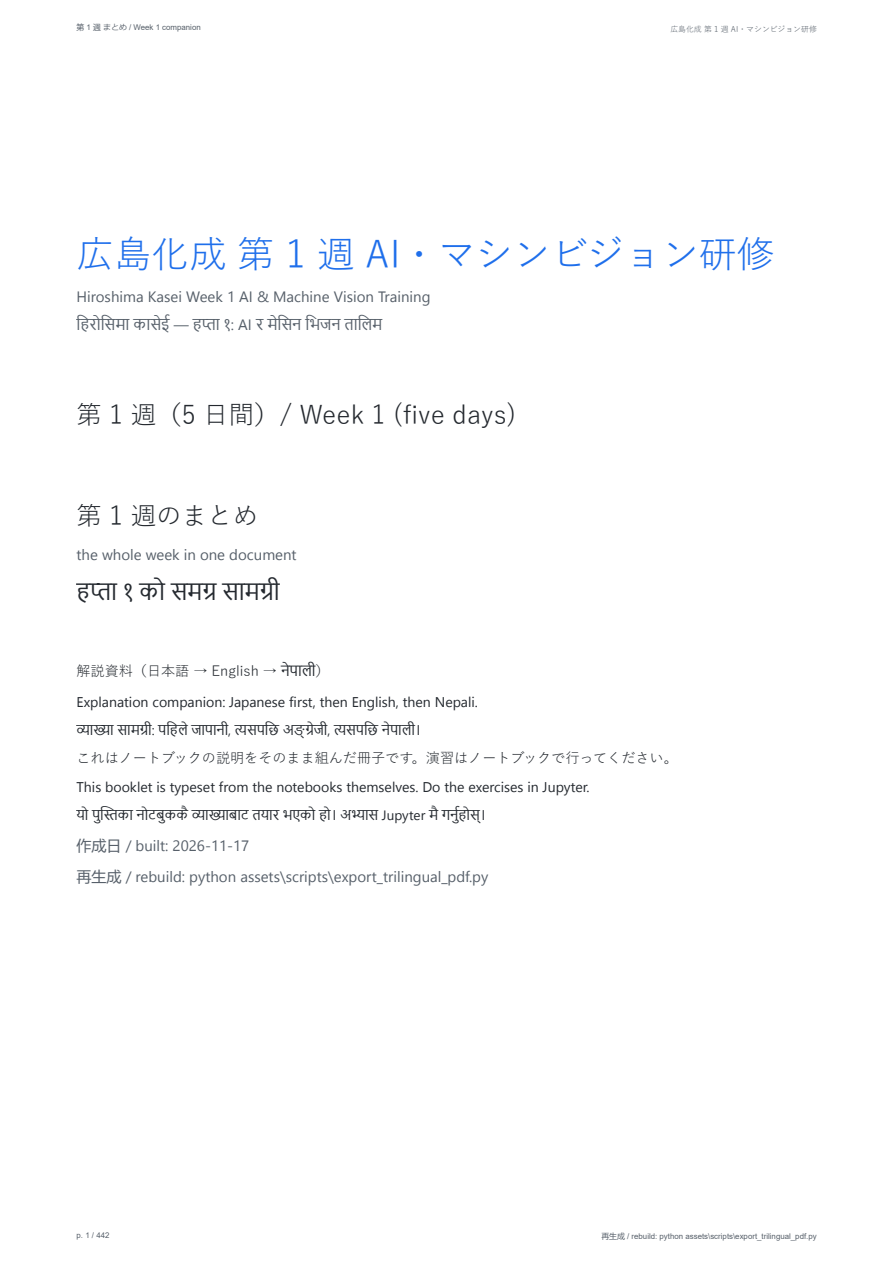 第 1 週 まとめ / Week 1 companion
広島化成 第 1 週 AI・マシンビジョン研修
広島化成 第 1 週 AI・マシンビジョン研修
Hiroshima Kasei Week 1 AI & Machine Vision Training
हिरोसिमा कासेई — हप्ता १: AI र मेसिन भिजन तालिम
第 1 週（5 日間）/ Week 1 (five days)
第 1 週のまとめ
the whole week in one document
हप्ता १ को समग्र सामग्री
解説資料（日本語 → English → नेपाली）
Explanation companion: Japanese first, then English, then Nepali.
व्याख्या सामग्री: पहिले जापानी, त्यसपछि अङ्ग्रेजी, त्यसपछि नेपाली।
これはノートブックの説明をそのまま組んだ冊子です。演習はノートブックで行ってください。
This booklet is typeset from the notebooks themselves. Do the exercises in Jupyter.
यो पुस्तिका नोटबुककै व्याख्याबाट तयार भएको हो। अभ्यास Jupyter मै गर्नुहोस्।
作成日 / built: 2026-11-17
再生成 / rebuild: python assets\scripts\export_trilingual_pdf.py
p. 1 / 442
再生成 / rebuild: python assets\scripts\export_trilingual_pdf.py